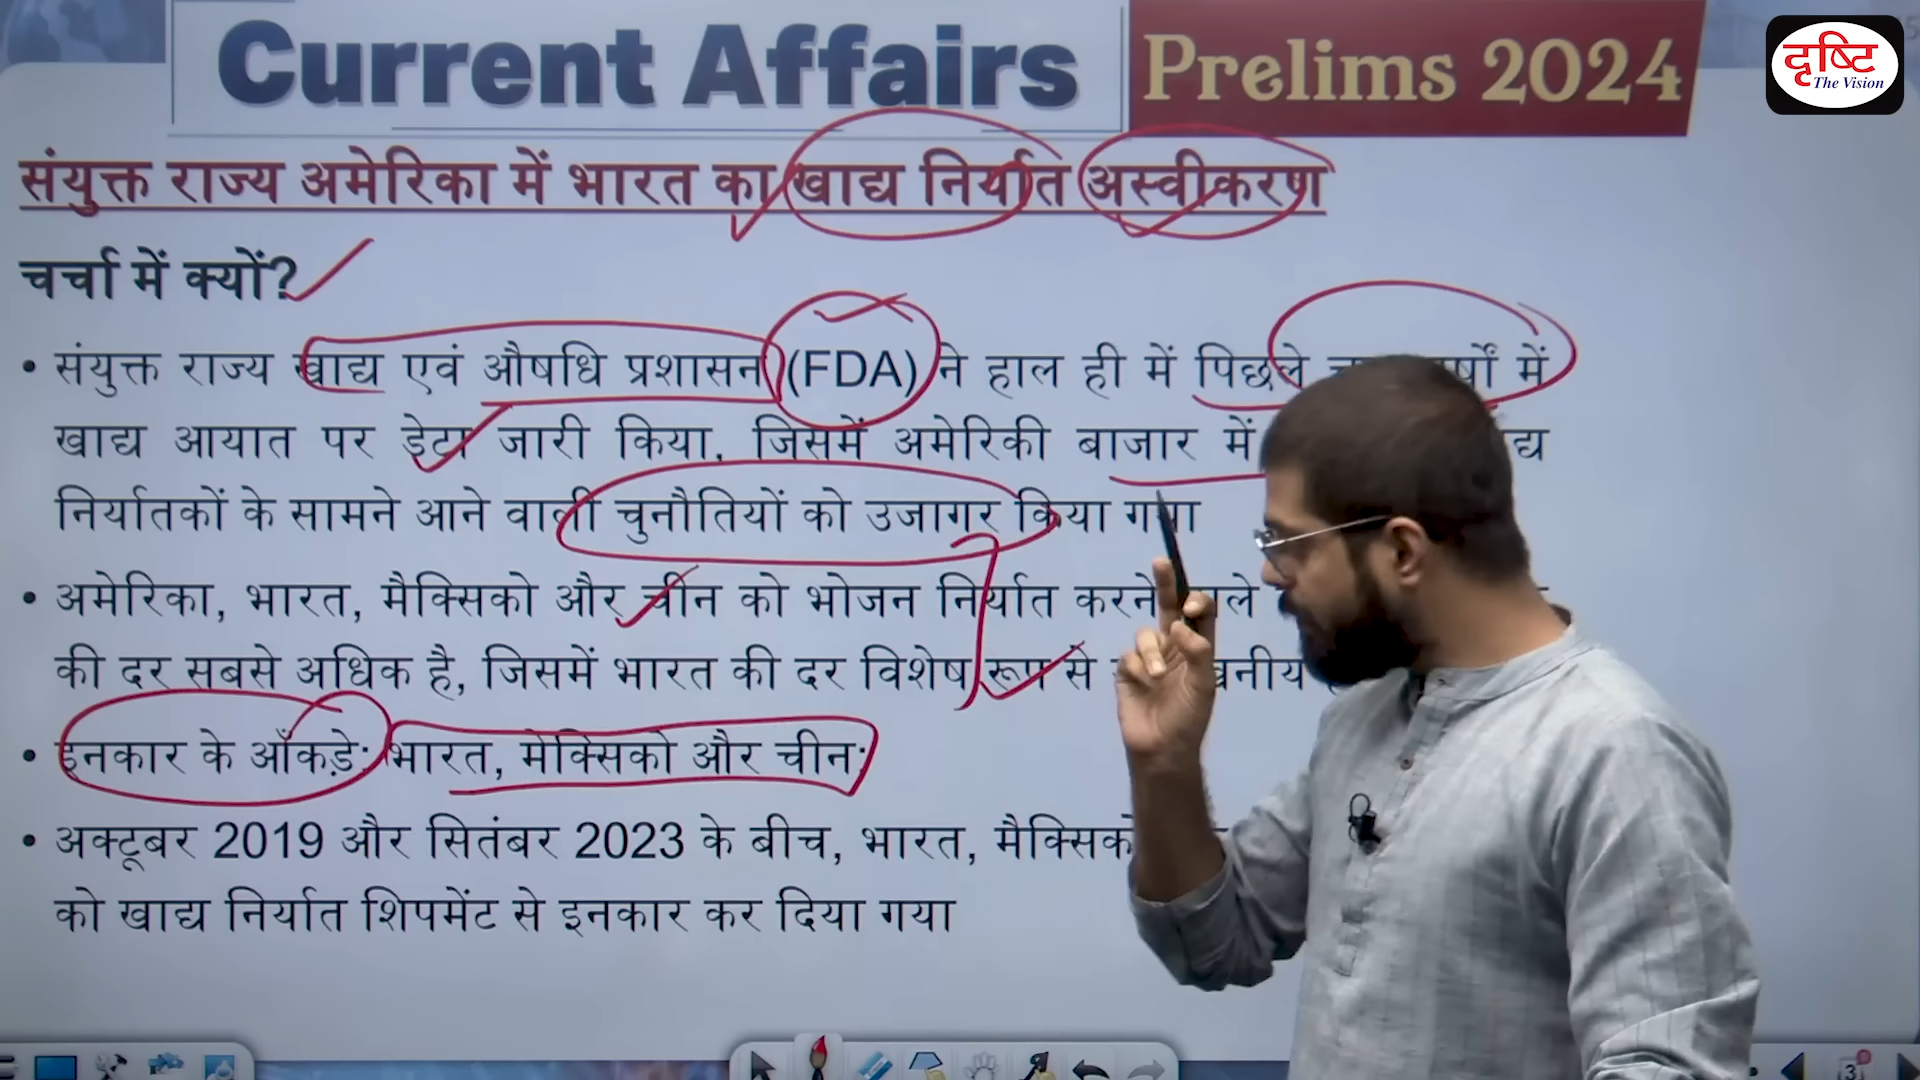 Current Affairs Prelims 2024
दृष्टि
The Vision
संयुक्त राज्य अमेरिका में भारत का खाद्य निर्यात अस्वीकरण
चर्चा में क्यों?
• संयुक्त राज्य खाद्य एवं औषधि प्रशासन (FDA) ने हाल ही में पिछले में
खाद्य आयात पर डेटा जारी किया, जिसमें अमेरिकी बाजार में
निर्यातकों के सामने आने वाली चुनौतियों को उजागर किया गया
• अमेरिका, भारत, मैक्सिको और चीन को भोजन निर्यात करने
की दर सबसे अधिक है, जिसमें भारत की दर विशेष रूप से
• इनकार के आँकड़े: भारत, मेक्सिको और चीन:
• अक्टूबर 2019 और सितंबर 2023 के बीच, भारत,
को खाद्य निर्यात शिपमेंट से इनकार कर दिया गया
3